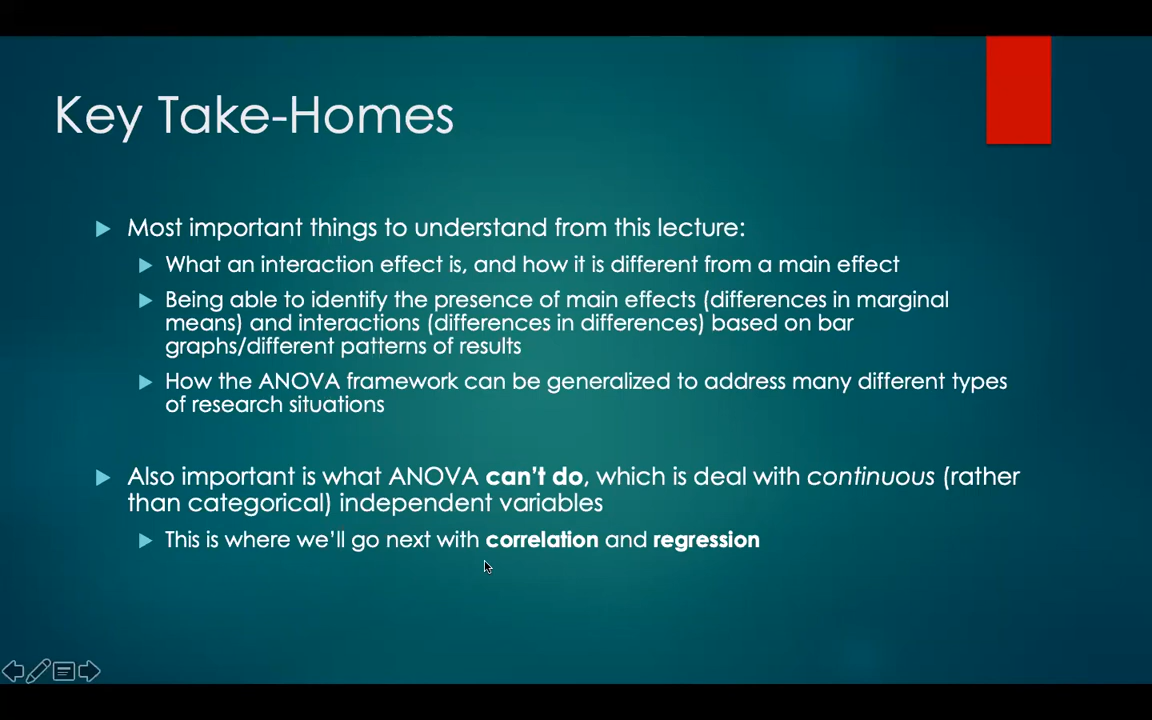 Key Take-Homes
Most important things to understand from this lecture:
What an interaction effect is, and how it is different from a main effect
Being able to identify the presence of main effects (differences in marginal
means) and interactions (differences in differences) based on bar
graphs/different patterns of results
How the ANOVA framework can be generalized to address many different types
of research situations
Also important is what ANOVA can't do, which is deal with continuous (rather
than categorical) independent variables
This is where we'll go next with correlation and regression